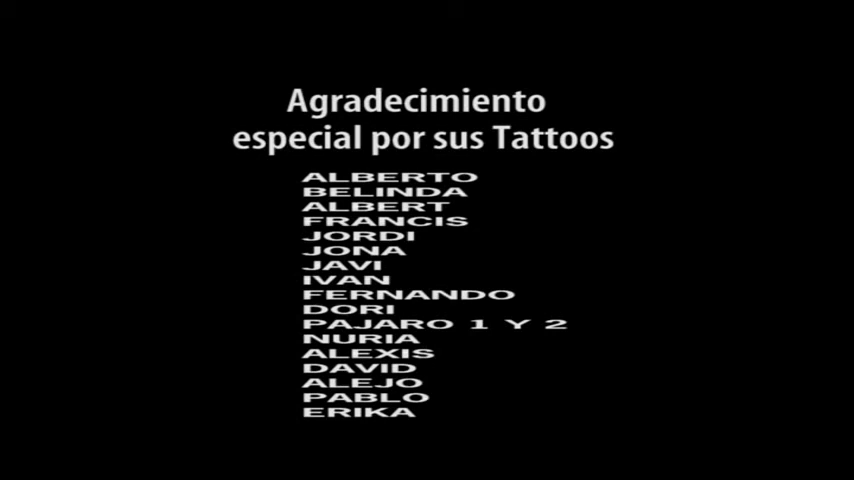 Agradecimiento
especial por sus Tattoos
ALBERTO
BELINDA
ALBERT
FRANCIS
JORDI
JONA
JAVI
IVAN
FERNANDO
DORI
PAJARO 1 Y 2
NURIA
ALEXIS
DAVID
ALEJO
PABLO
ERIKA